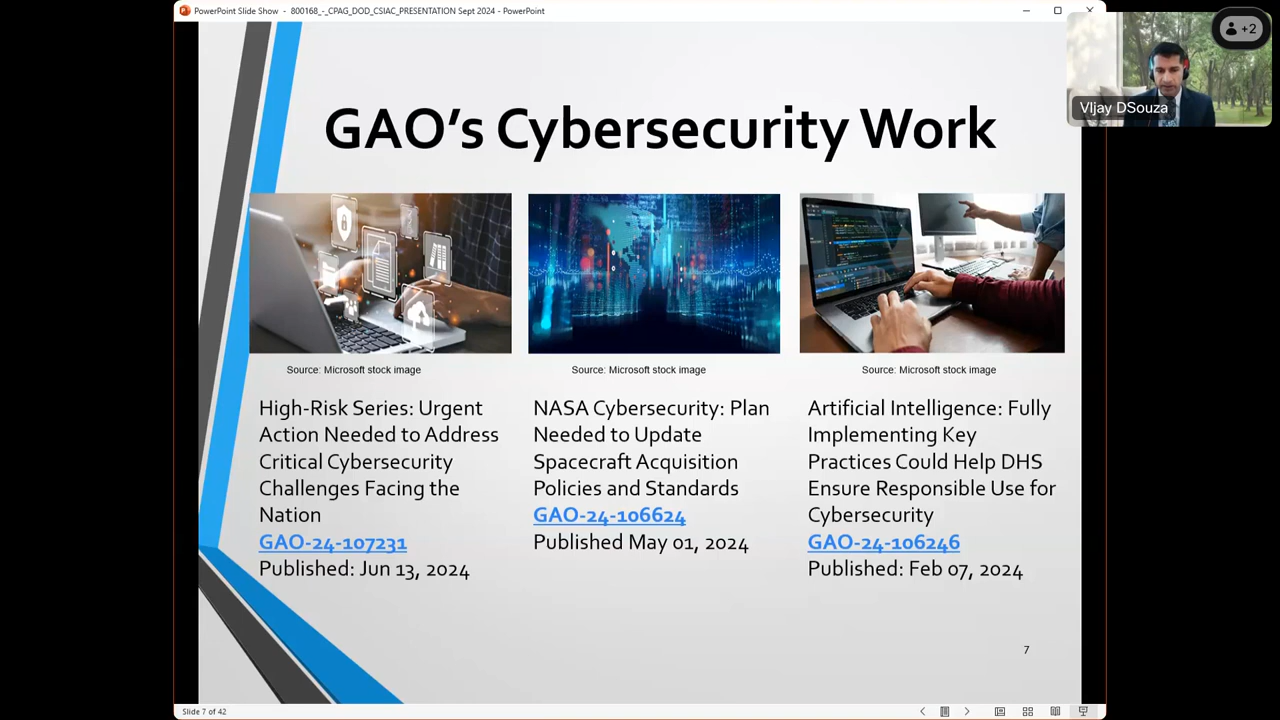 PowerPoint Slide Show - 800168_-_CPAG_DOD_CSIAC_PRESENTATION Sept 2024 - PowerPoint
+2
VIjay DSouza
GAO's Cybersecurity Work
Source: Microsoft stock image
Source: Microsoft stock image
Source: Microsoft stock image
High-Risk Series: Urgent
Action Needed to Address
Critical Cybersecurity
Challenges Facing the
Nation
GAO-24-107231
Published: Jun 13, 2024
NASA Cybersecurity: Plan
Needed to Update
Spacecraft Acquisition
Policies and Standards
GAO-24-106624
Published May 01, 2024
Artificial Intelligence: Fully
Implementing Key
Practices Could Help DHS
Ensure Responsible Use for
Cybersecurity
GAO-24-106246
Published: Feb 07, 2024
7
Slide 7 of 42